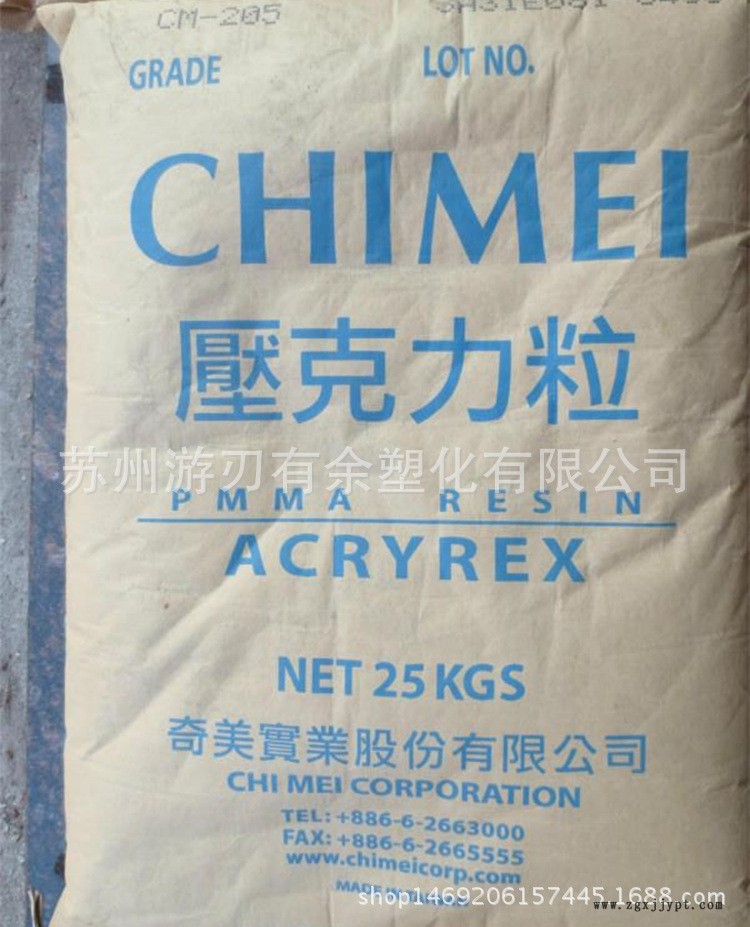 CM-205
GRADE LOT NO.
CHIMEI
壓克力粒
苏州游刃有余塑化有限公司
PMMA RESIN
ACRYREX
NET 25 KGS
奇美實業股份有限公司
CHI MEI CORPORATION
TEL: +886-6-2663000
FAX: +886-6-2665555
www.chimeicorp.com
MADE IN
shop1469206157445.1688.com
www.zgxjjypt.com